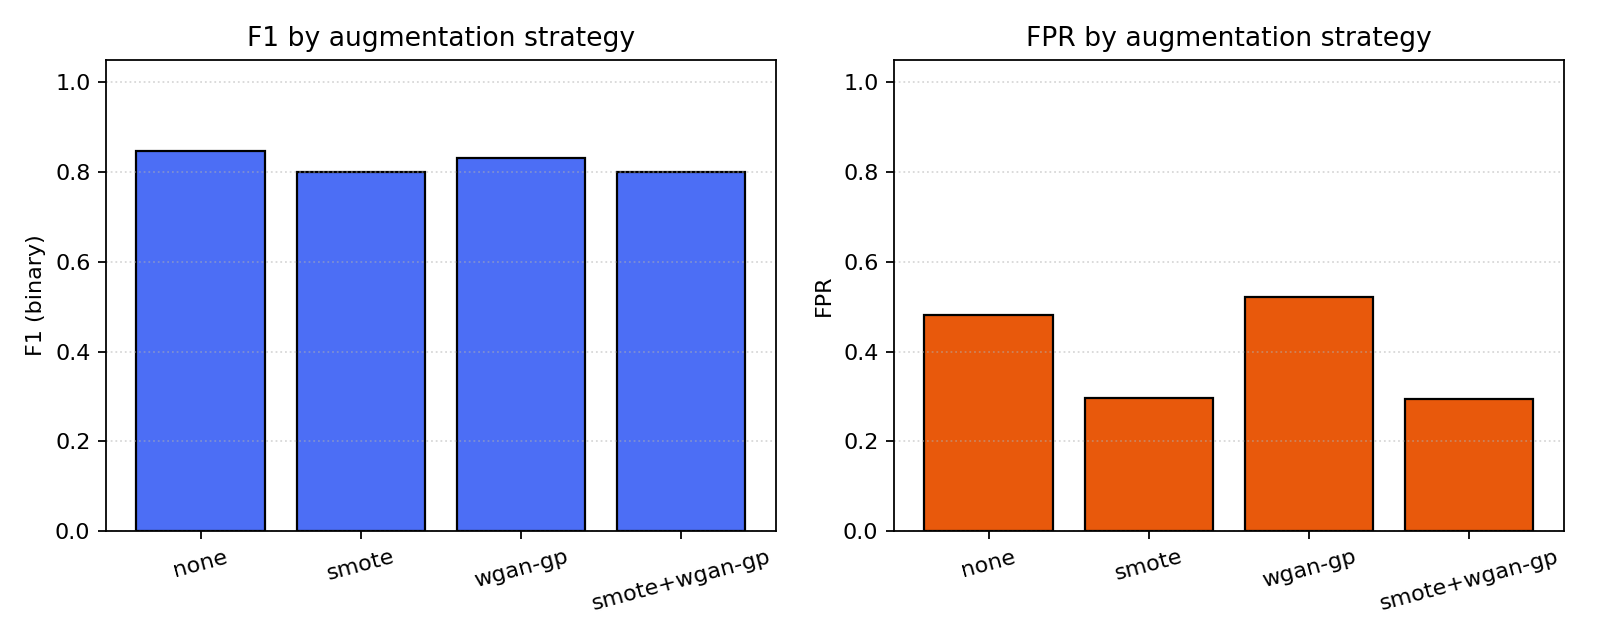 F1 by augmentation strategy
F1 (binary)
1.0
0.8
0.6
0.4
0.2
0.0
none
smote
wgan-gp
smote+wgan-gp
FPR by augmentation strategy
FPR
1.0
0.8
0.6
0.4
0.2
0.0
none
smote
wgan-gp
smote+wgan-gp